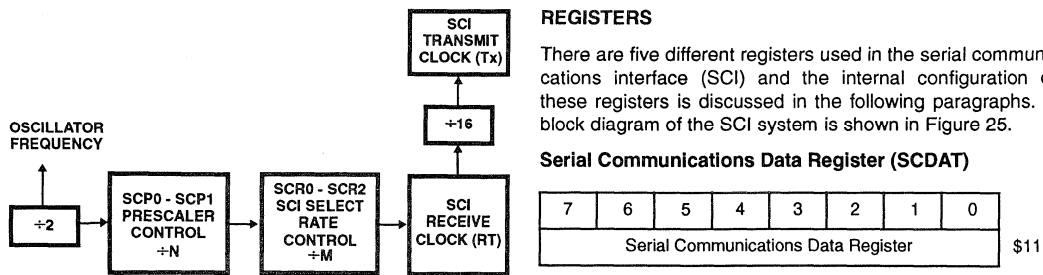 OSCILLATOR
FREQUENCY
÷2
SCP0 - SCP1
PRESCALER
CONTROL
÷N
SCR0 - SCR2
SCI SELECT
RATE
CONTROL
÷M
SCI
RECEIVE
CLOCK (RT)
÷16
SCI
TRANSMIT
CLOCK (Tx)
REGISTERS
There are five different registers used in the serial commun
cations interface (SCI) and the internal configuration
these registers is discussed in the following paragraphs.
block diagram of the SCI system is shown in Figure 25.
Serial Communications Data Register (SCDAT)
7 6 5 4 3 2 1 0
Serial Communications Data Register $11